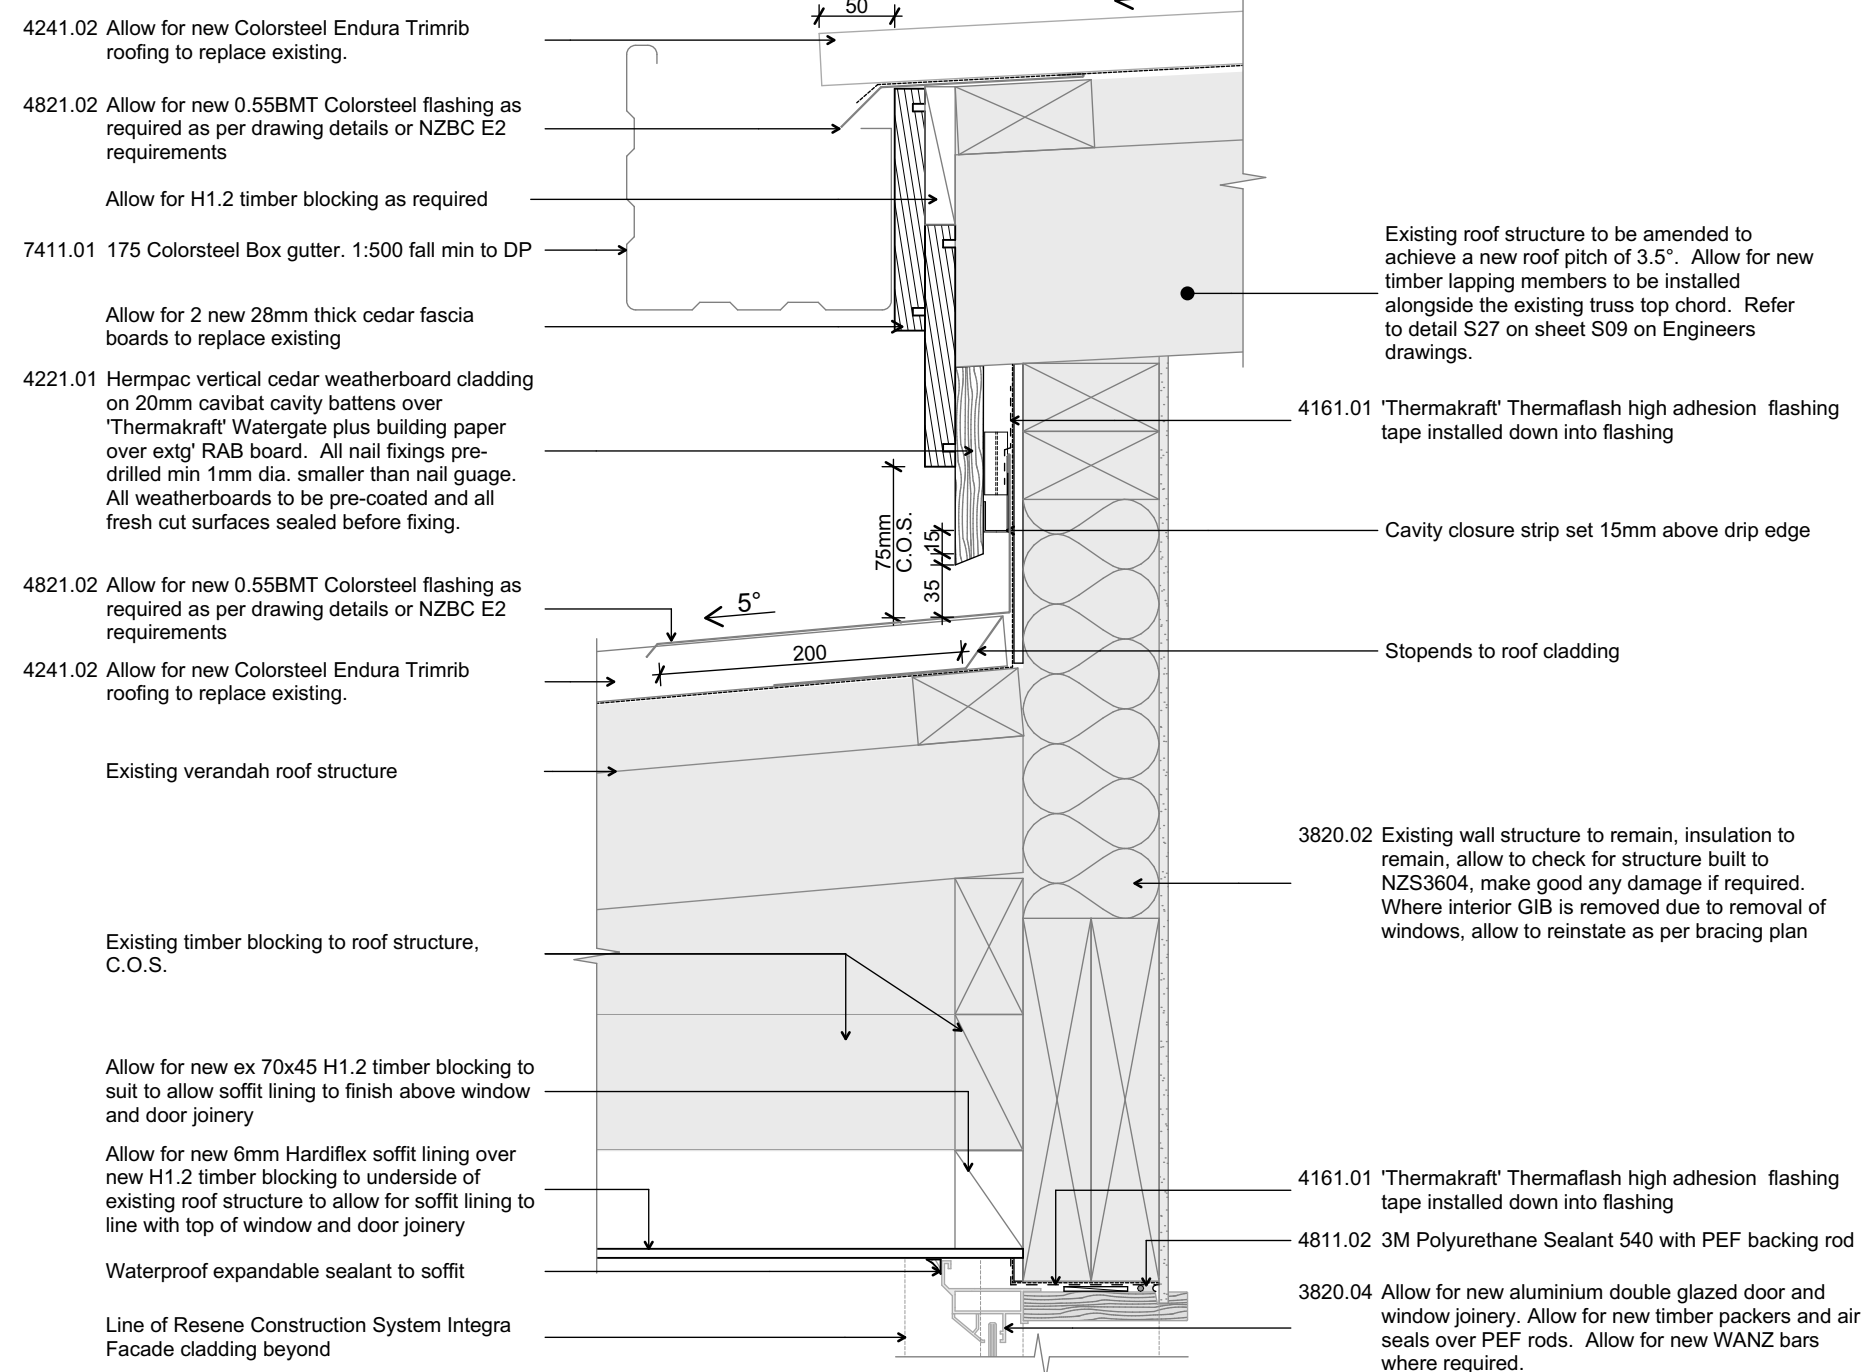 50
4241.02 Allow for new Colorsteel Endura Trimrib
roofing to replace existing.
4821.02 Allow for new 0.55BMT Colorsteel flashing as
required as per drawing details or NZBC E2
requirements
Allow for H1.2 timber blocking as required
7411.01 175 Colorsteel Box gutter. 1:500 fall min to DP
Allow for 2 new 28mm thick cedar fascia
boards to replace existing
4221.01 Hermpac vertical cedar weatherboard cladding
on 20mm cavibat cavity battens over
'Thermakraft' Watergate plus building paper
over extg' RAB board. All nail fixings pre-
drilled min 1mm dia. smaller than nail guage.
All weatherboards to be pre-coated and all
fresh cut surfaces sealed before fixing.
4821.02 Allow for new 0.55BMT Colorsteel flashing as
required as per drawing details or NZBC E2
requirements
4241.02 Allow for new Colorsteel Endura Trimrib
roofing to replace existing.
Existing verandah roof structure
Existing timber blocking to roof structure,
C.O.S.
Allow for new ex 70x45 H1.2 timber blocking to
suit to allow soffit lining to finish above window
and door joinery
Allow for new 6mm Hardiflex soffit lining over
new H1.2 timber blocking to underside of
existing roof structure to allow for soffit lining to
line with top of window and door joinery
Waterproof expandable sealant to soffit
Line of Resene Construction System Integra
Facade cladding beyond
75mm
C.O.S.
15
35
5°
200
Existing roof structure to be amended to
achieve a new roof pitch of 3.5°. Allow for new
timber lapping members to be installed
alongside the existing truss top chord. Refer
to detail S27 on sheet S09 on Engineers
drawings.
4161.01 'Thermakraft' Thermaflash high adhesion flashing
tape installed down into flashing
Cavity closure strip set 15mm above drip edge
Stopends to roof cladding
3820.02 Existing wall structure to remain, insulation to
remain, allow to check for structure built to
NZS3604, make good any damage if required.
Where interior GIB is removed due to removal of
windows, allow to reinstate as per bracing plan
4161.01 'Thermakraft' Thermaflash high adhesion flashing
tape installed down into flashing
4811.02 3M Polyurethane Sealant 540 with PEF backing rod
3820.04 Allow for new aluminium double glazed door and
window joinery. Allow for new timber packers and air
seals over PEF rods. Allow for new WANZ bars
where required.